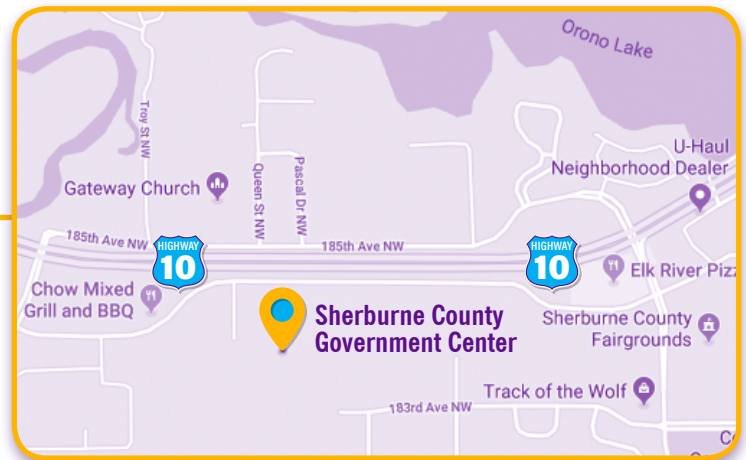 Orono Lake
Troy St NW
U-Haul
Neighborhood Dealer
Gateway Church
Queen St NW
Pascal Dr NW
185th Ave NW
HIGHWAY
10
185th Ave NW
HIGHWAY
10
Elk River
Chow Mixed
Grill and BBQ
Sherburne County
Government Center
Sherburne County
Fairgrounds
Track of the Wolf
183rd Ave NW